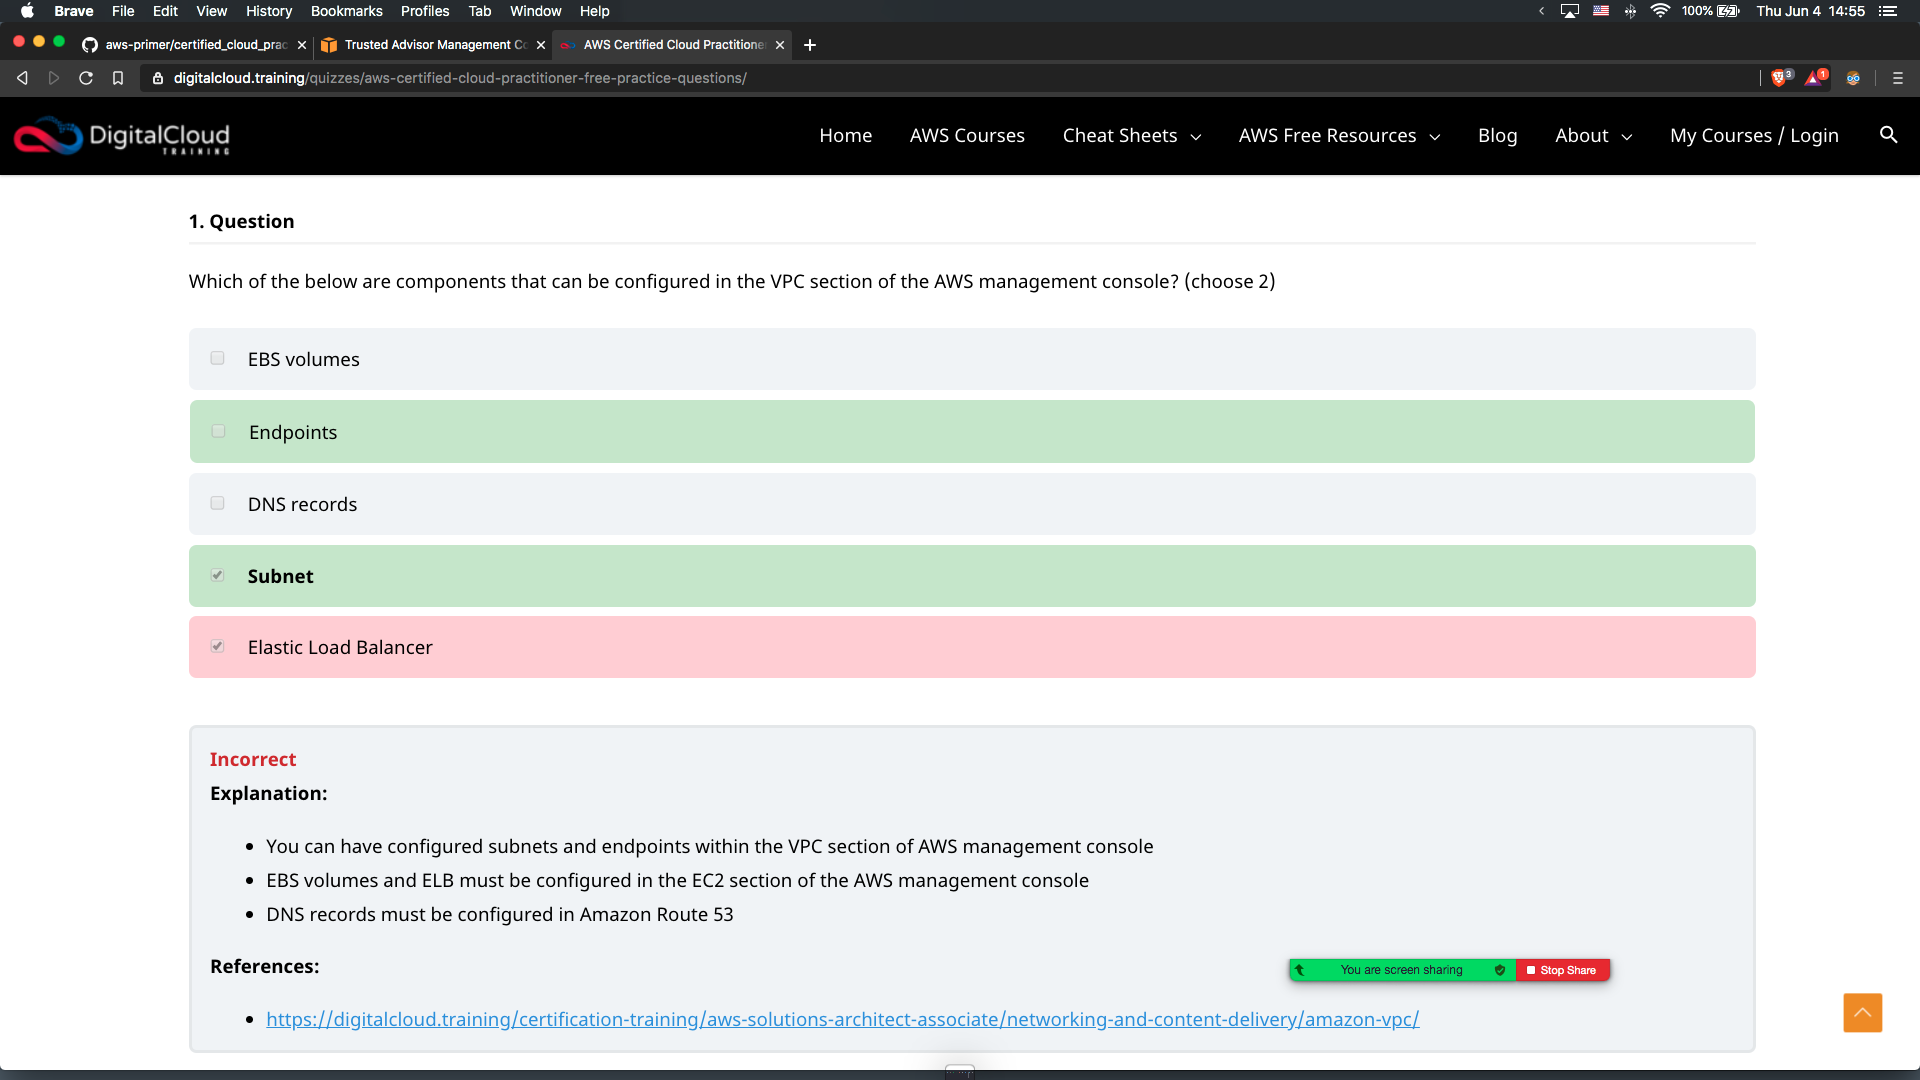 Brave File Edit View History Bookmarks Profiles Tab Window Help 100% Thu Jun 4 14:55
aws-primer/certified_cloud_prac Trusted Advisor Management Co AWS Certified Cloud Practitione
digitalcloud.training/quizzes/aws-certified-cloud-practitioner-free-practice-questions/ 3 1
DigitalCloud
TRAINING
Home AWS Courses Cheat Sheets AWS Free Resources Blog About My Courses / Login
1. Question
Which of the below are components that can be configured in the VPC section of the AWS management console? (choose 2)
EBS volumes
Endpoints
DNS records
Subnet
Elastic Load Balancer
Incorrect
Explanation:
You can have configured subnets and endpoints within the VPC section of AWS management console
EBS volumes and ELB must be configured in the EC2 section of the AWS management console
DNS records must be configured in Amazon Route 53
References:
You are screen sharing Stop Share
https://digitalcloud.training/certification-training/aws-solutions-architect-associate/networking-and-content-delivery/amazon-vpc/